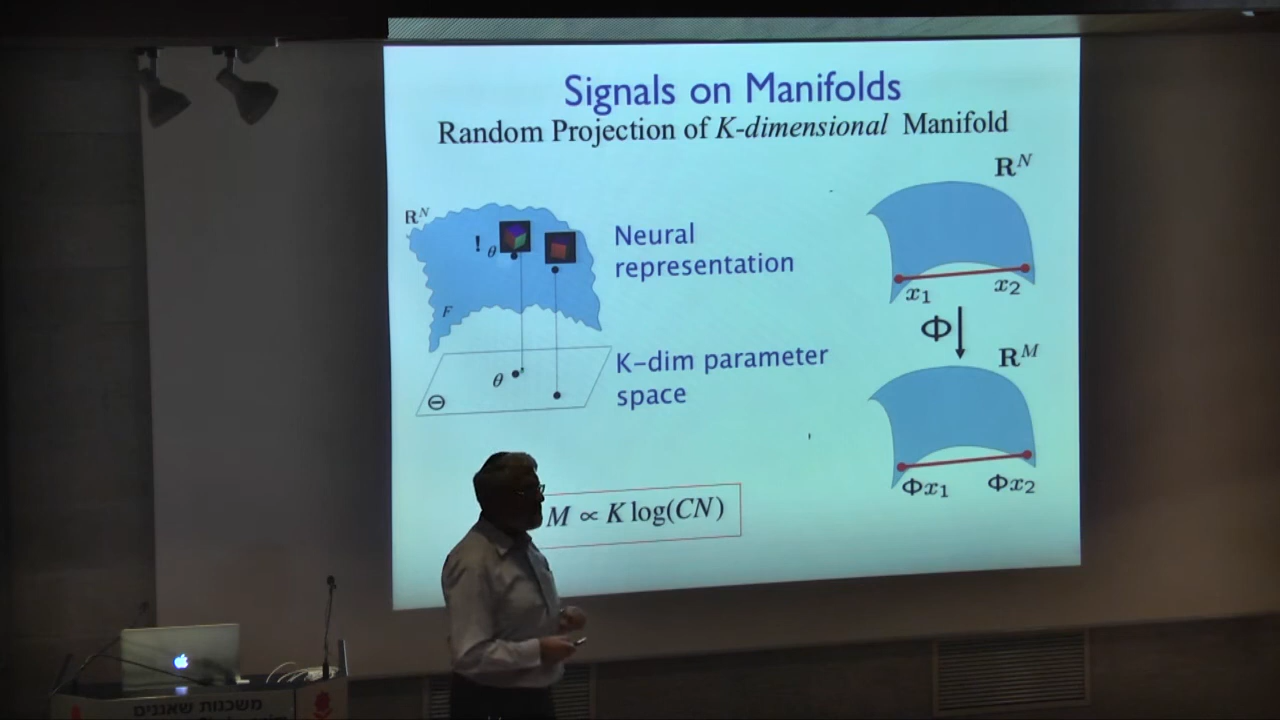 Signals on Manifolds
Random Projection of K-dimensional Manifold
R^N
! θ
F
Neural
representation
θ
Θ
K-dim parameter
space
M ∝ K log(CN)
R^N
x₁ x₂
Φ
R^M
Φx₁ Φx₂
משכנות שאננים